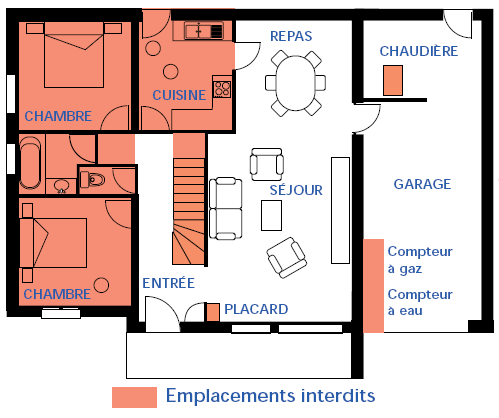 REPAS
CHAUDIÈRE
CUISINE
CHAMBRE
SÉJOUR
GARAGE
Compteur
à gaz
ENTRÉE
CHAMBRE
Compteur
à eau
PLACARD
Emplacements interdits